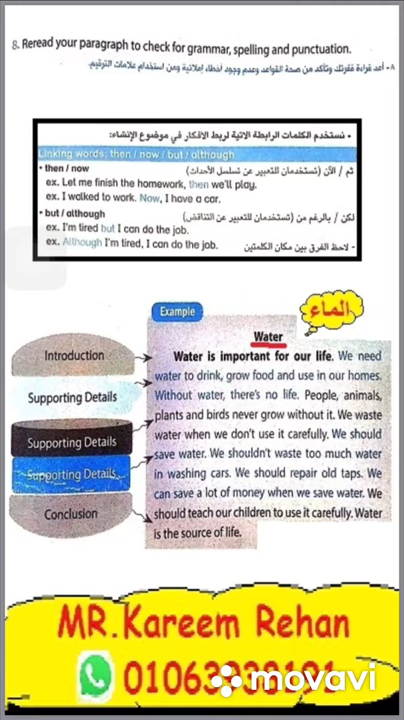 8. Reread your paragraph to check for grammar, spelling and punctuation.
٨- أعد قراءة فقرتك وتأكد من صحة القواعد وعدم وجود أخطاء إملائية ومن استخدام علامات الترقيم.
- نستخدم الكلمات الرابطة الاتية لربط الافكار في موضوع الإنشاء:
Linking words: then / now / but / although
• then / now ثم / الآن (تستخدمان للتعبير عن تسلسل الأحداث)
ex. Let me finish the homework, then we'll play.
ex. I walked to work. Now, I have a car.
• but / although لكن / بالرغم من (تستخدمان للتعبير عن التناقض)
ex. I'm tired but I can do the job.
ex. Although I'm tired, I can do the job. - لاحظ الفرق بين مكان الكلمتين
Example
الماء
Water
Introduction
Supporting Details
Supporting Details
Supporting Details
Conclusion
Water is important for our life. We need
water to drink, grow food and use in our homes.
Without water, there's no life. People, animals,
plants and birds never grow without it. We waste
water when we don't use it carefully. We should
save water. We shouldn't waste too much water
in washing cars. We should repair old taps. We
can save a lot of money when we save water. We
should teach our children to use it carefully. Water
is the source of life.
MR.Kareem Rehan
movavi